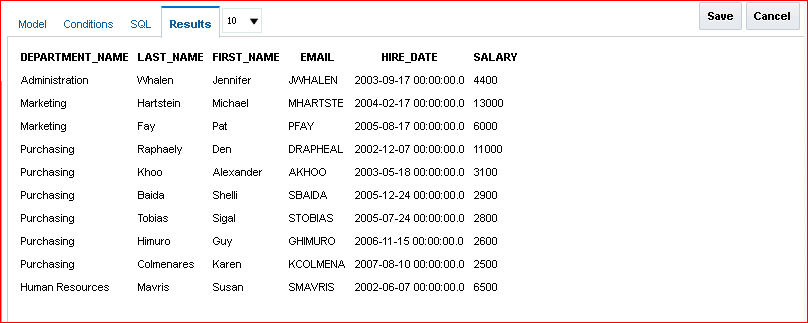 Model Conditions SQL Results 10 Save Cancel
DEPARTMENT_NAME LAST_NAME FIRST_NAME EMAIL HIRE_DATE SALARY
Administration Whalen Jennifer JWHALEN 2003-09-17 00:00:00.0 4400
Marketing Hartstein Michael MHARTSTE 2004-02-17 00:00:00.0 13000
Marketing Fay Pat PFAY 2005-08-17 00:00:00.0 6000
Purchasing Raphaely Den DRAPHEAL 2002-12-07 00:00:00.0 11000
Purchasing Khoo Alexander AKHOO 2003-05-18 00:00:00.0 3100
Purchasing Baida Shelli SBAIDA 2005-12-24 00:00:00.0 2900
Purchasing Tobias Sigal STOBIAS 2005-07-24 00:00:00.0 2800
Purchasing Himuro Guy GHIMURO 2006-11-15 00:00:00.0 2600
Purchasing Colmenares Karen KCOLMENA 2007-08-10 00:00:00.0 2500
Human Resources Mavris Susan SMAVRIS 2002-06-07 00:00:00.0 6500